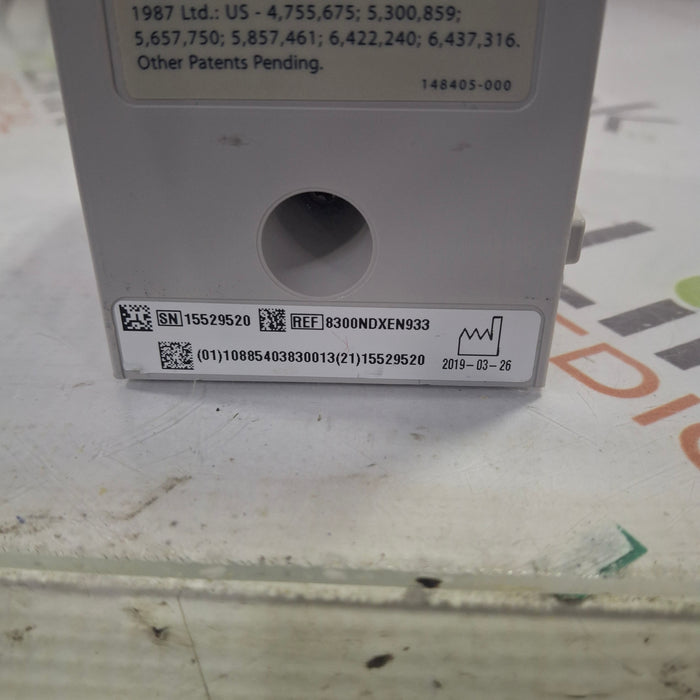 1987 Ltd.: US - 4,755,675; 5,300,859;
5,657,750; 5,857,461; 6,422,240; 6,437,316.
Other Patents Pending.
148405-000
SN 15529520 REF 8300NDXEN933
(01)10885403830013(21)15529520
2019-03-26